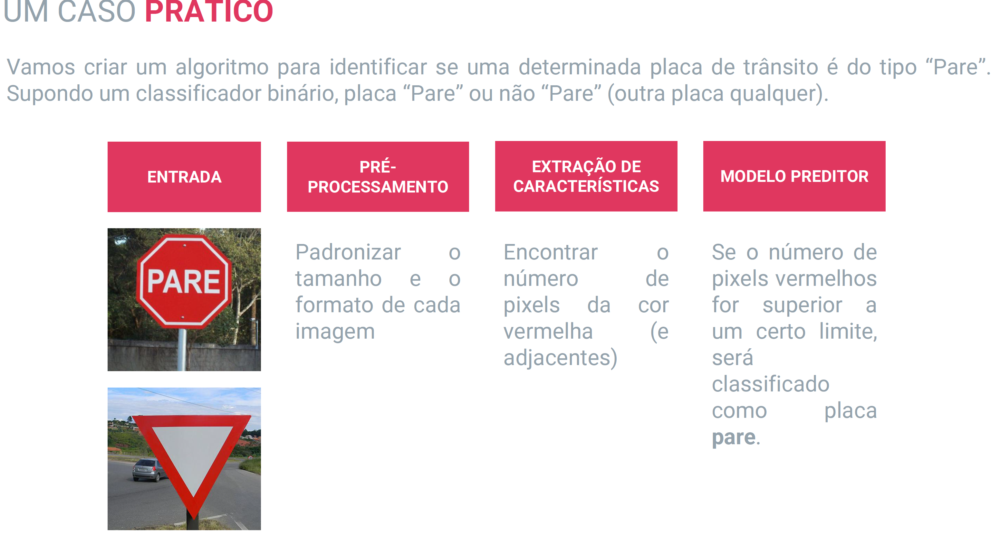 UM CASO PRÁTICO
Vamos criar um algoritmo para identificar se uma determinada placa de trânsito é do tipo “Pare”.
Supondo um classificador binário, placa “Pare” ou não “Pare” (outra placa qualquer).
ENTRADA
PRÉ-
PROCESSAMENTO
EXTRAÇÃO DE
CARACTERÍSTICAS
MODELO PREDITOR
PARE
Padronizar o
tamanho e o
formato de cada
imagem
Encontrar o
número de
pixels da cor
vermelha (e
adjacentes)
Se o número de
pixels vermelhos
for superior a
um certo limite,
será
classificado
como placa
pare.